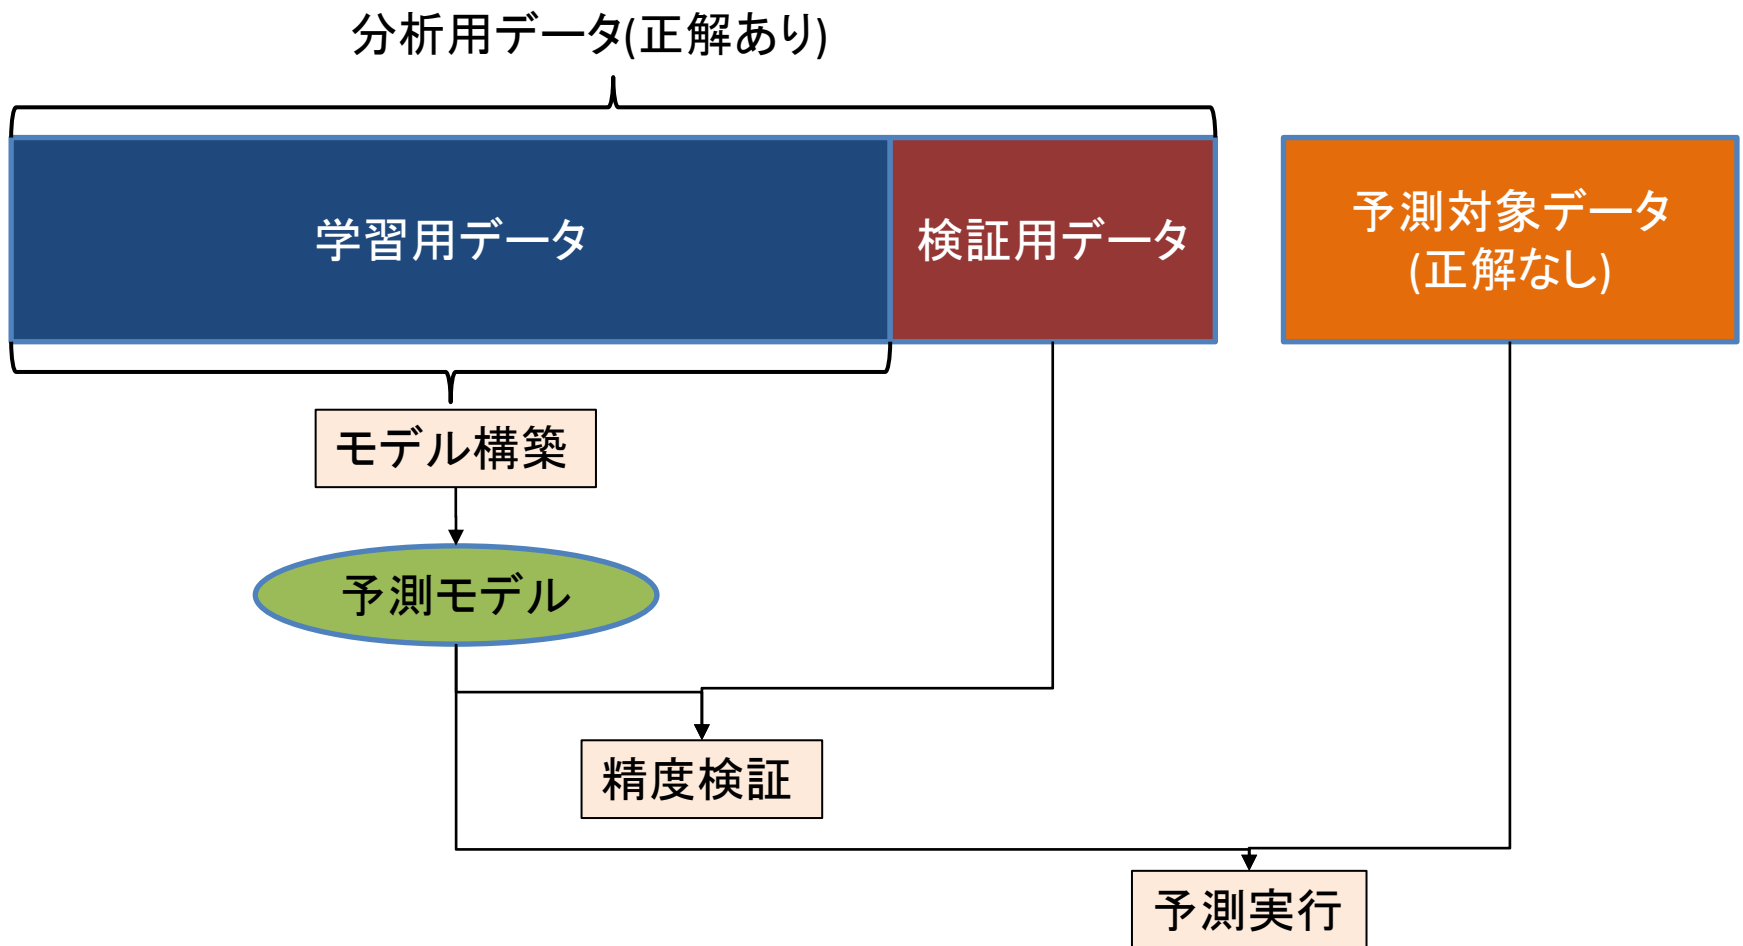 分析用データ(正解あり)
学習用データ
検証用データ
予測対象データ
(正解なし)
モデル構築
予測モデル
精度検証
予測実行